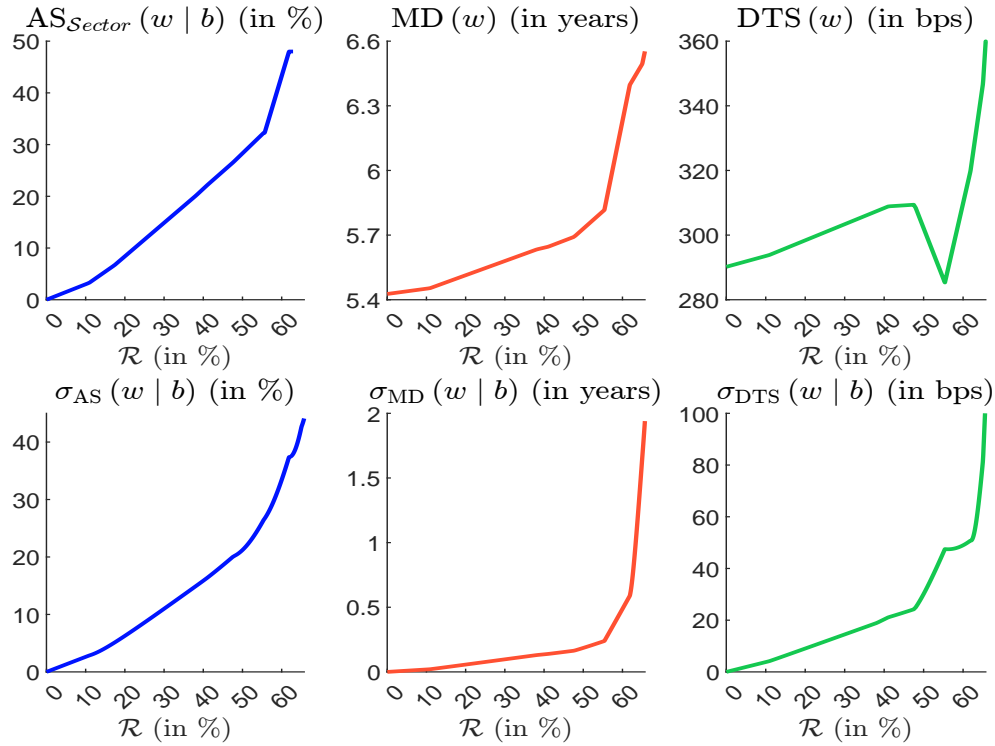 AS_Sector (w | b) (in %) MD (w) (in years) DTS (w) (in bps)
50 6.6 360
40 6.3 340
30 6 320
20 5.7 300
10 5.4 280
0
0 10 20 30 40 50 60 0 10 20 30 40 50 60 0 10 20 30 40 50 60
R (in %) R (in %) R (in %)
σ_AS (w | b) (in %) σ_MD (w | b) (in years) σ_DTS (w | b) (in bps)
40 2 100
30 1.5 80
20 1 60
10 0.5 40
0 0 20
0
0 10 20 30 40 50 60 0 10 20 30 40 50 60 0 10 20 30 40 50 60
R (in %) R (in %) R (in %)